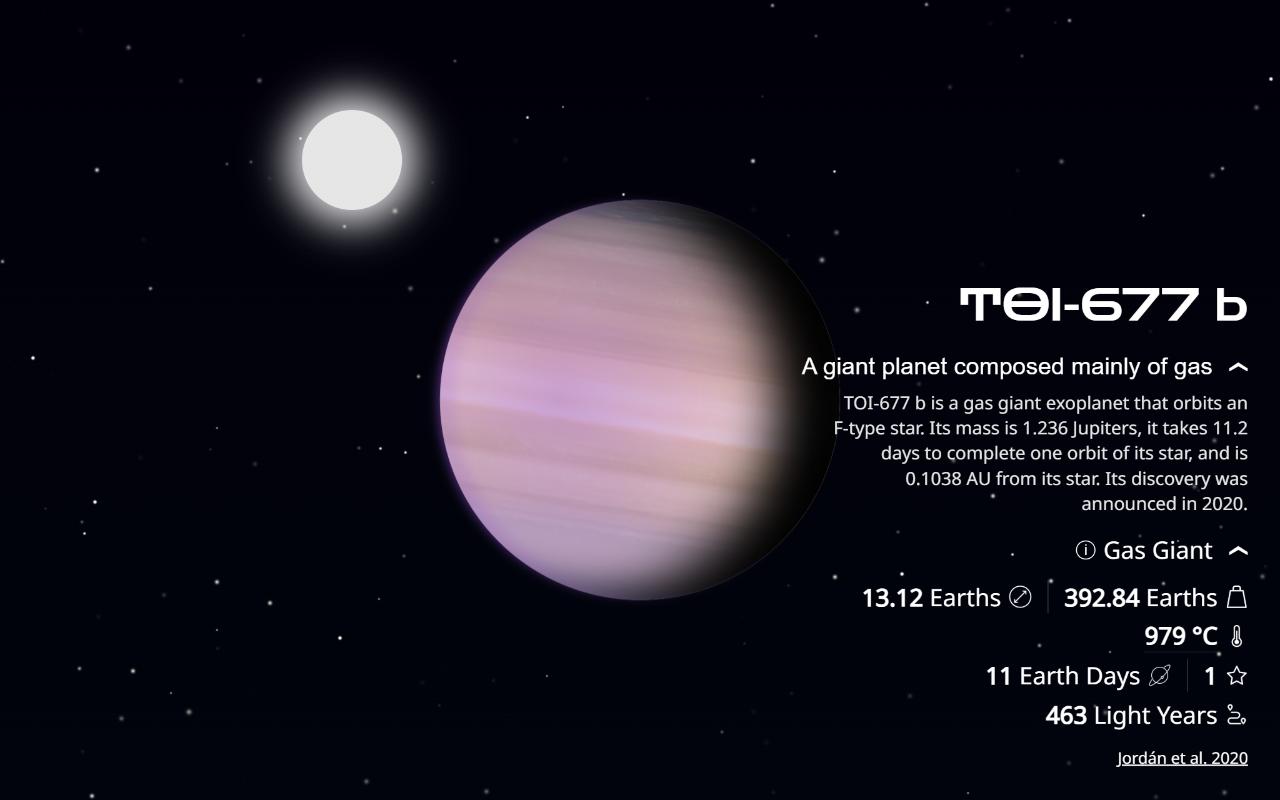 TOI-677 b
A giant planet composed mainly of gas
TOI-677 b is a gas giant exoplanet that orbits an
F-type star. Its mass is 1.236 Jupiters, it takes 11.2
days to complete one orbit of its star, and is
0.1038 AU from its star. Its discovery was
announced in 2020.
Gas Giant
13.12 Earths 392.84 Earths
979 °C
11 Earth Days 1
463 Light Years
Jordán et al. 2020